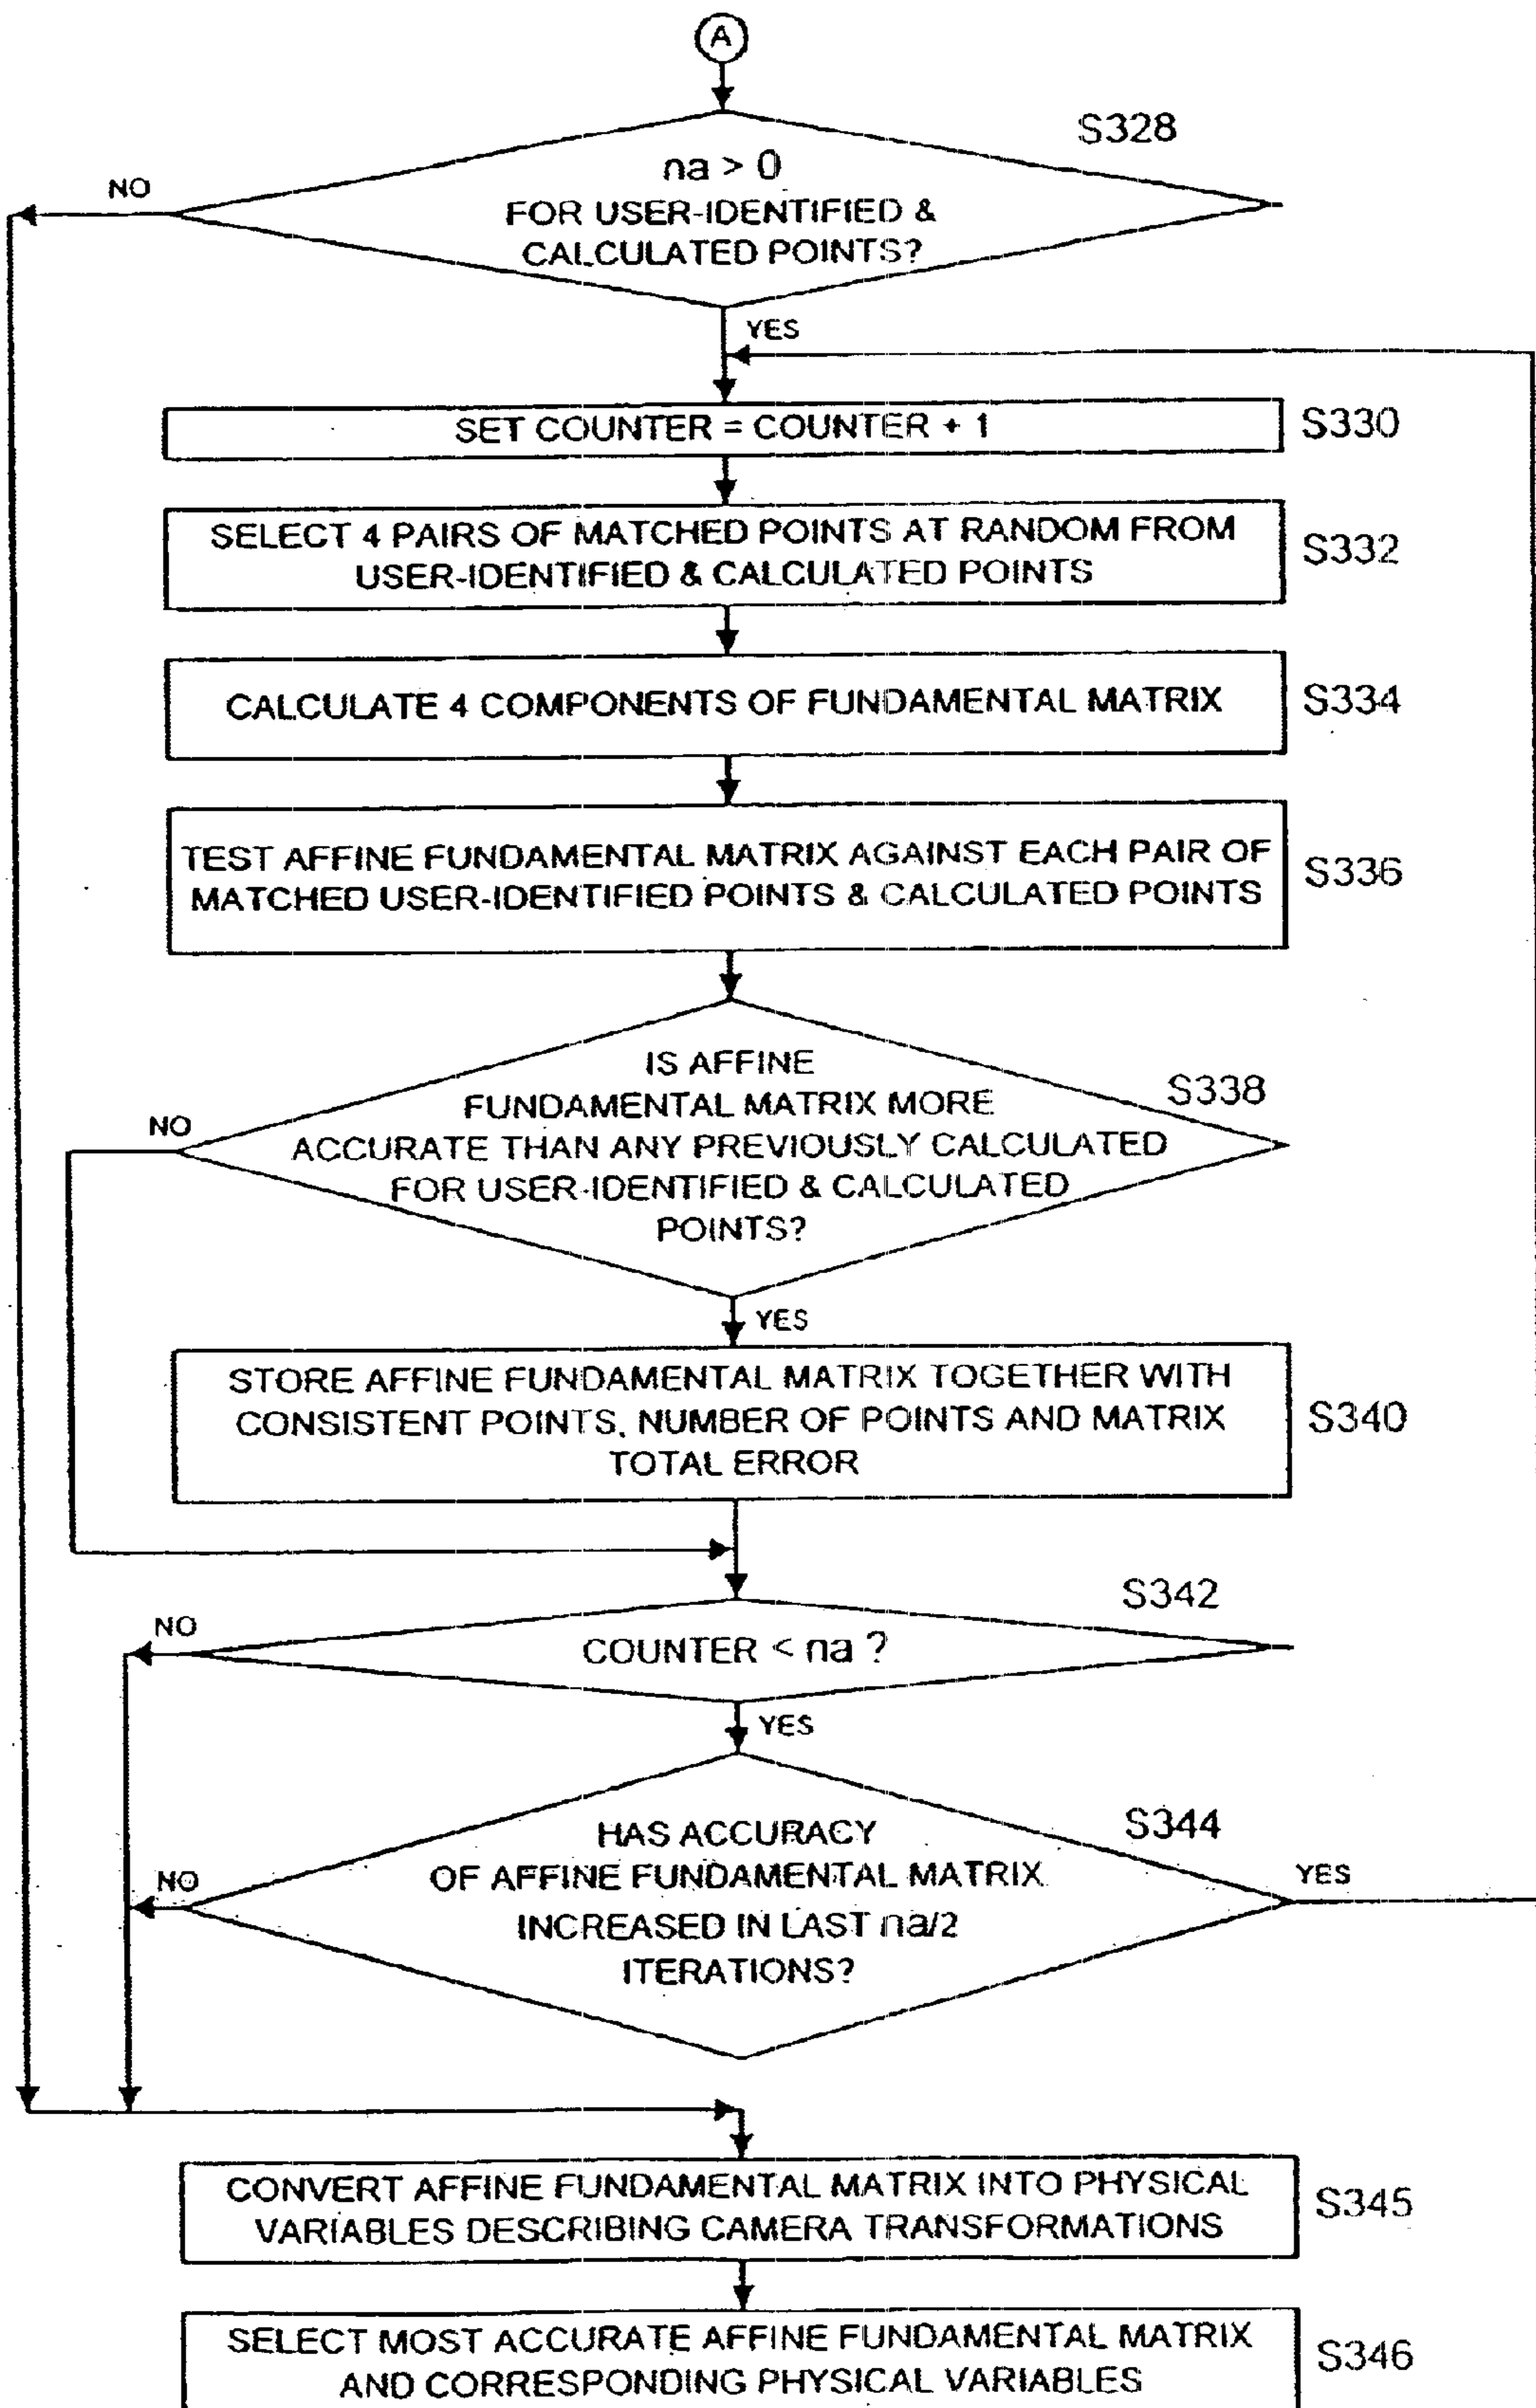 A
S328
na > 0
FOR USER-IDENTIFIED &
CALCULATED POINTS?
NO
YES
SET COUNTER = COUNTER + 1
S330
SELECT 4 PAIRS OF MATCHED POINTS AT RANDOM FROM
USER-IDENTIFIED & CALCULATED POINTS
S332
CALCULATE 4 COMPONENTS OF FUNDAMENTAL MATRIX
S334
TEST AFFINE FUNDAMENTAL MATRIX AGAINST EACH PAIR OF
MATCHED USER-IDENTIFIED POINTS & CALCULATED POINTS
S336
IS AFFINE
FUNDAMENTAL MATRIX MORE
ACCURATE THAN ANY PREVIOUSLY CALCULATED
FOR USER-IDENTIFIED & CALCULATED
POINTS?
S338
NO
YES
STORE AFFINE FUNDAMENTAL MATRIX TOGETHER WITH
CONSISTENT POINTS, NUMBER OF POINTS AND MATRIX
TOTAL ERROR
S340
S342
NO
COUNTER < na ?
YES
S344
HAS ACCURACY
OF AFFINE FUNDAMENTAL MATRIX
INCREASED IN LAST na/2
ITERATIONS?
NO
YES
CONVERT AFFINE FUNDAMENTAL MATRIX INTO PHYSICAL
VARIABLES DESCRIBING CAMERA TRANSFORMATIONS
S345
SELECT MOST ACCURATE AFFINE FUNDAMENTAL MATRIX
AND CORRESPONDING PHYSICAL VARIABLES
S346